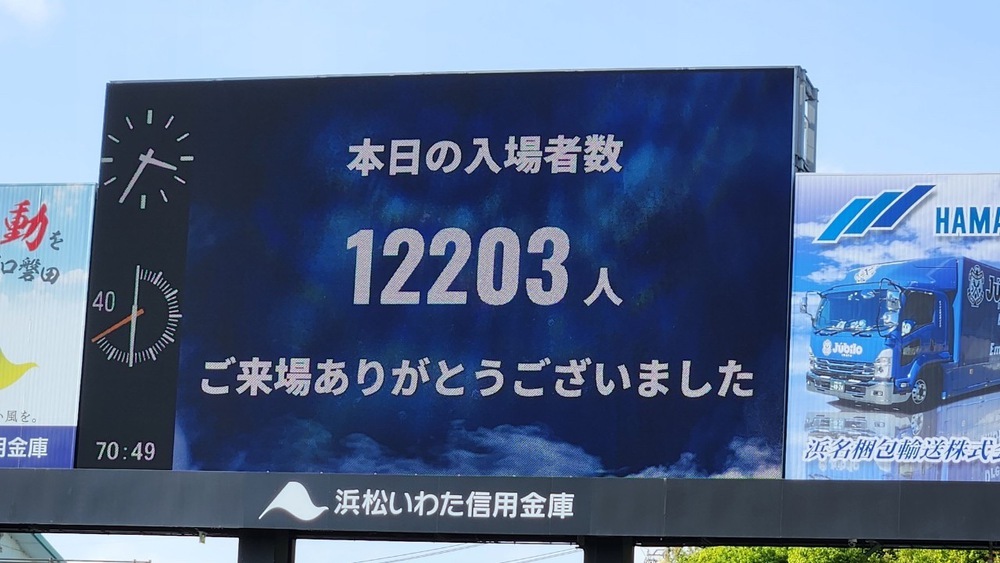 本日の入場者数
12203人
ご来場ありがとうございました
40
70:49
浜松いわた信用金庫
動を
磐田
風を。
用金庫
HAMA
Júbilo
浜名梱包輸送株式